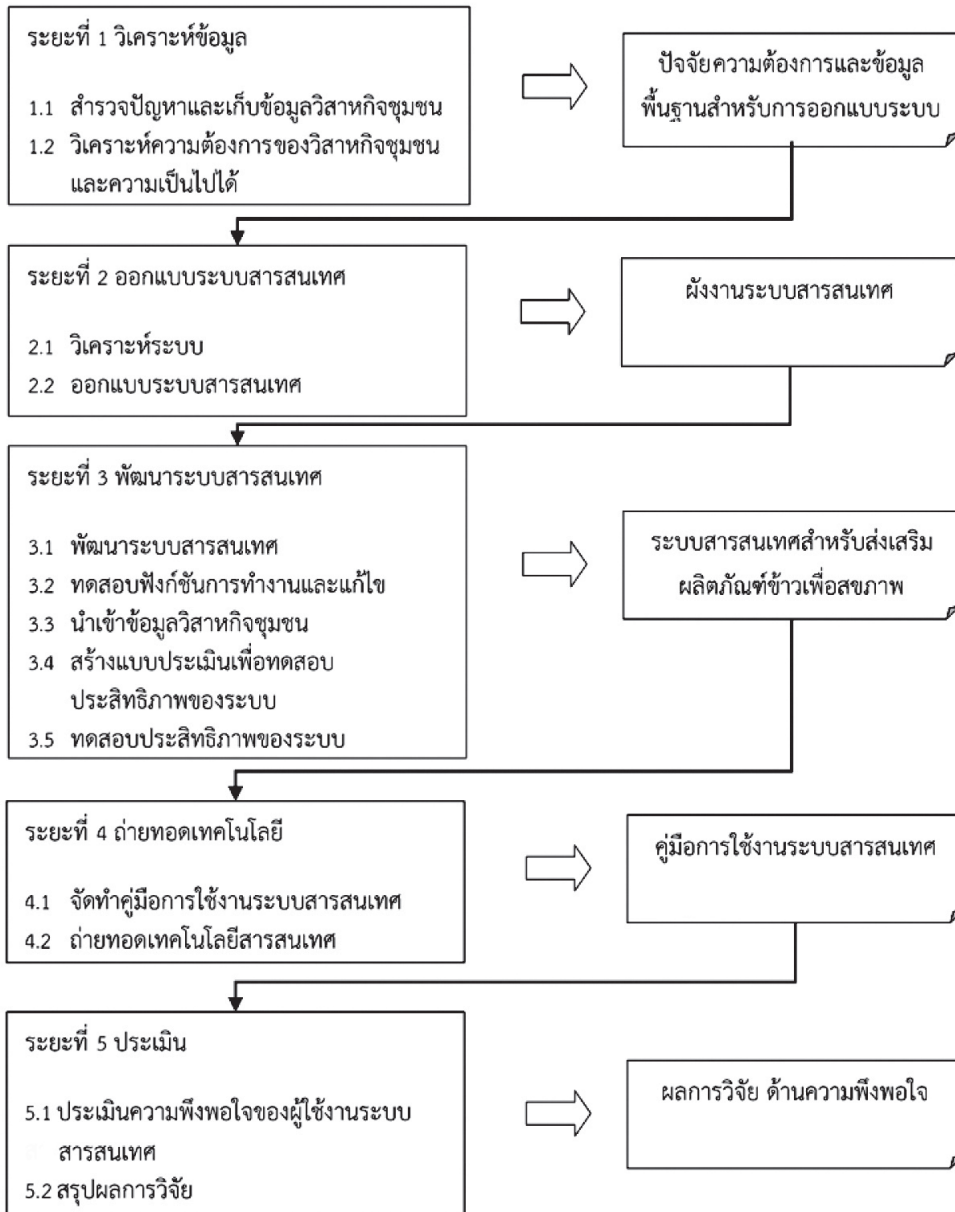 ระยะที่ 1 วิเคราะห์ข้อมูล
1.1 สำรวจปัญหาและเก็บข้อมูลวิสาหกิจชุมชน
1.2 วิเคราะห์ความต้องการของวิสาหกิจชุมชน
และความเป็นไปได้
ปัจจัยความต้องการและข้อมูล
พื้นฐานสำหรับการออกแบบระบบ
ระยะที่ 2 ออกแบบระบบสารสนเทศ
2.1 วิเคราะห์ระบบ
2.2 ออกแบบระบบสารสนเทศ
ผังงานระบบสารสนเทศ
ระยะที่ 3 พัฒนาระบบสารสนเทศ
3.1 พัฒนาระบบสารสนเทศ
3.2 ทดสอบฟังก์ชันการทำงานและแก้ไข
3.3 นำเข้าข้อมูลวิสาหกิจชุมชน
3.4 สร้างแบบประเมินเพื่อทดสอบ
ประสิทธิภาพของระบบ
3.5 ทดสอบประสิทธิภาพของระบบ
ระบบสารสนเทศสำหรับส่งเสริม
ผลิตภัณฑ์ข้าวเพื่อสขภาพ
ระยะที่ 4 ถ่ายทอดเทคโนโลยี
4.1 จัดทำคู่มือการใช้งานระบบสารสนเทศ
4.2 ถ่ายทอดเทคโนโลยีสารสนเทศ
คู่มือการใช้งานระบบสารสนเทศ
ระยะที่ 5 ประเมิน
5.1 ประเมินความพึงพอใจของผู้ใช้งานระบบ
สารสนเทศ
5.2 สรุปผลการวิจัย
ผลการวิจัย ด้านความพึงพอใจ